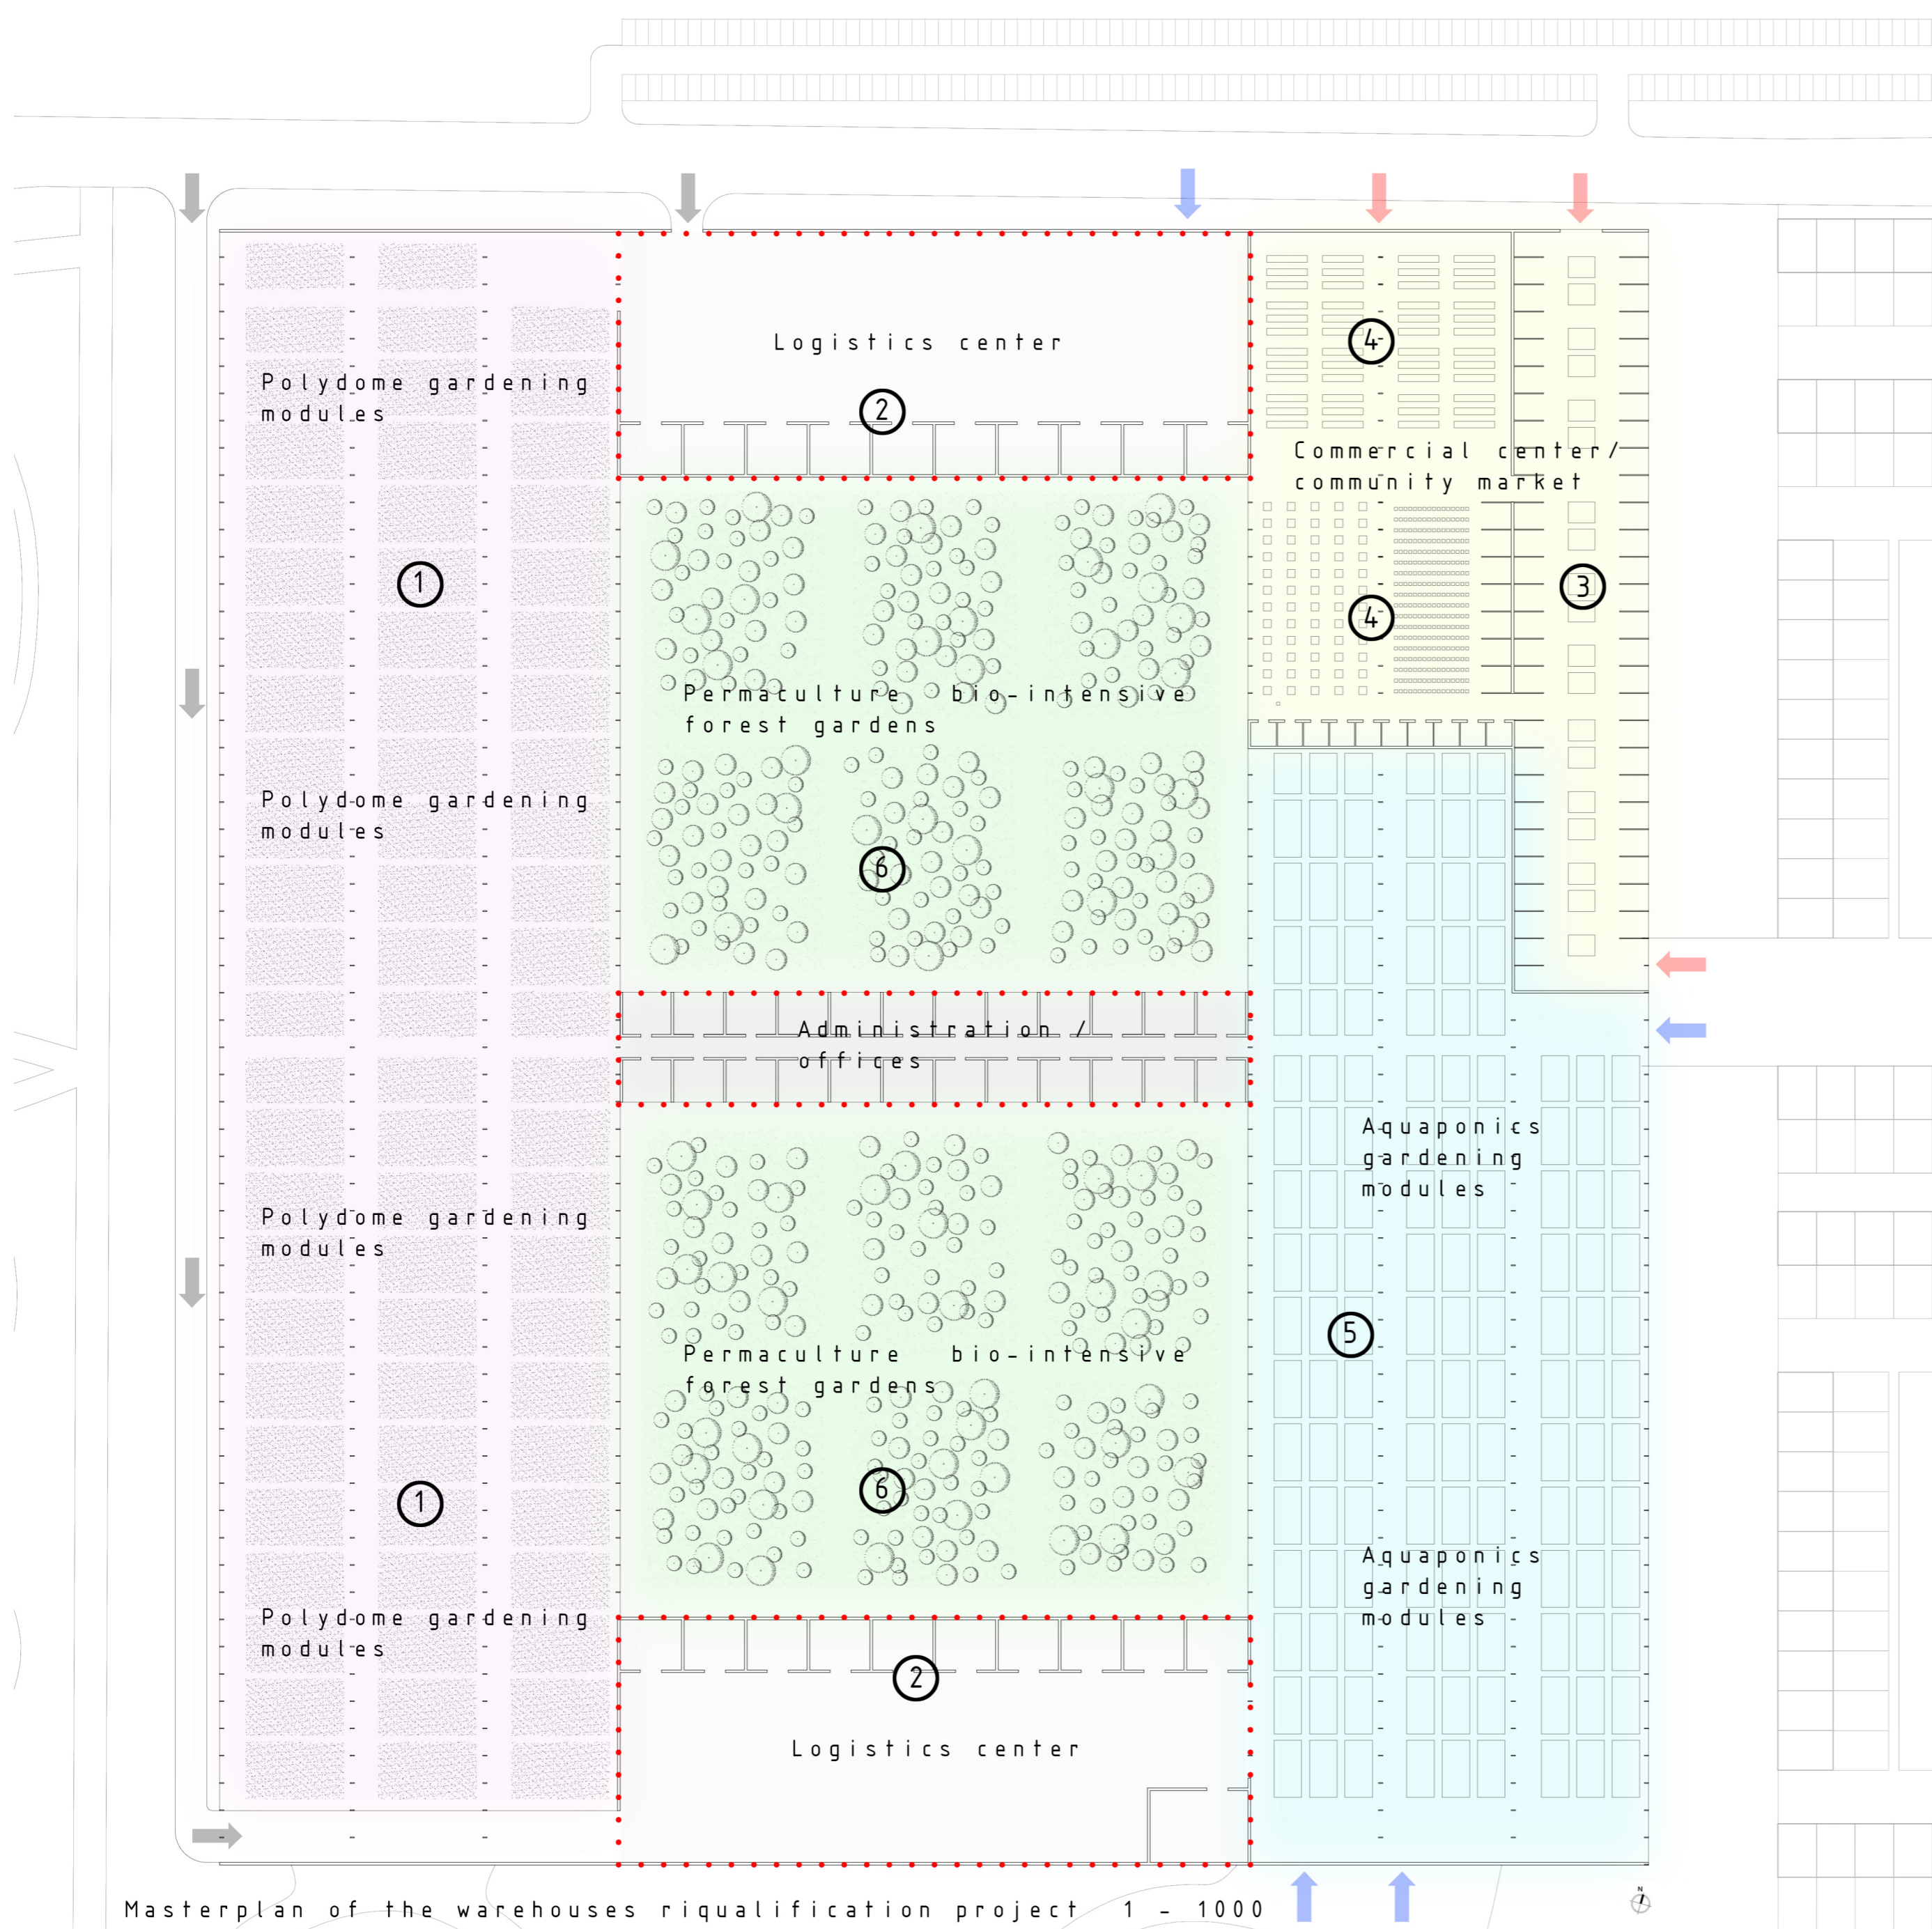 Logistics center
4
Polydome gardening
modules
2
Commercial center/
community market
1
3
4
Permaculture bio-intensive
forest gardens
Polydome gardening
modules
6
Administration /
offices
Aquaponics
gardening
modules
Polydome gardening
modules
5
Permaculture bio-intensive
forest gardens
6
1
Aquaponics
gardening
modules
Polydome gardening
modules
2
Logistics center
N
Masterplan of the warehouses riqualification project 1 - 1000